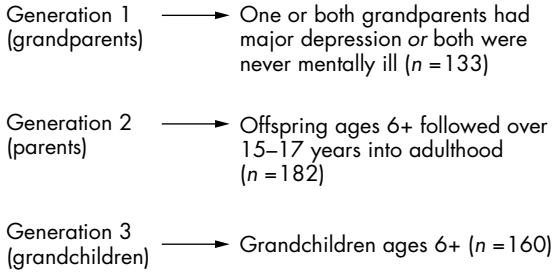 Generation 1
(grandparents)
One or both grandparents had
major depression or both were
never mentally ill (n = 133)
Generation 2
(parents)
Offspring ages 6+ followed over
15–17 years into adulthood
(n = 182)
Generation 3
(grandchildren)
Grandchildren ages 6+ (n = 160)